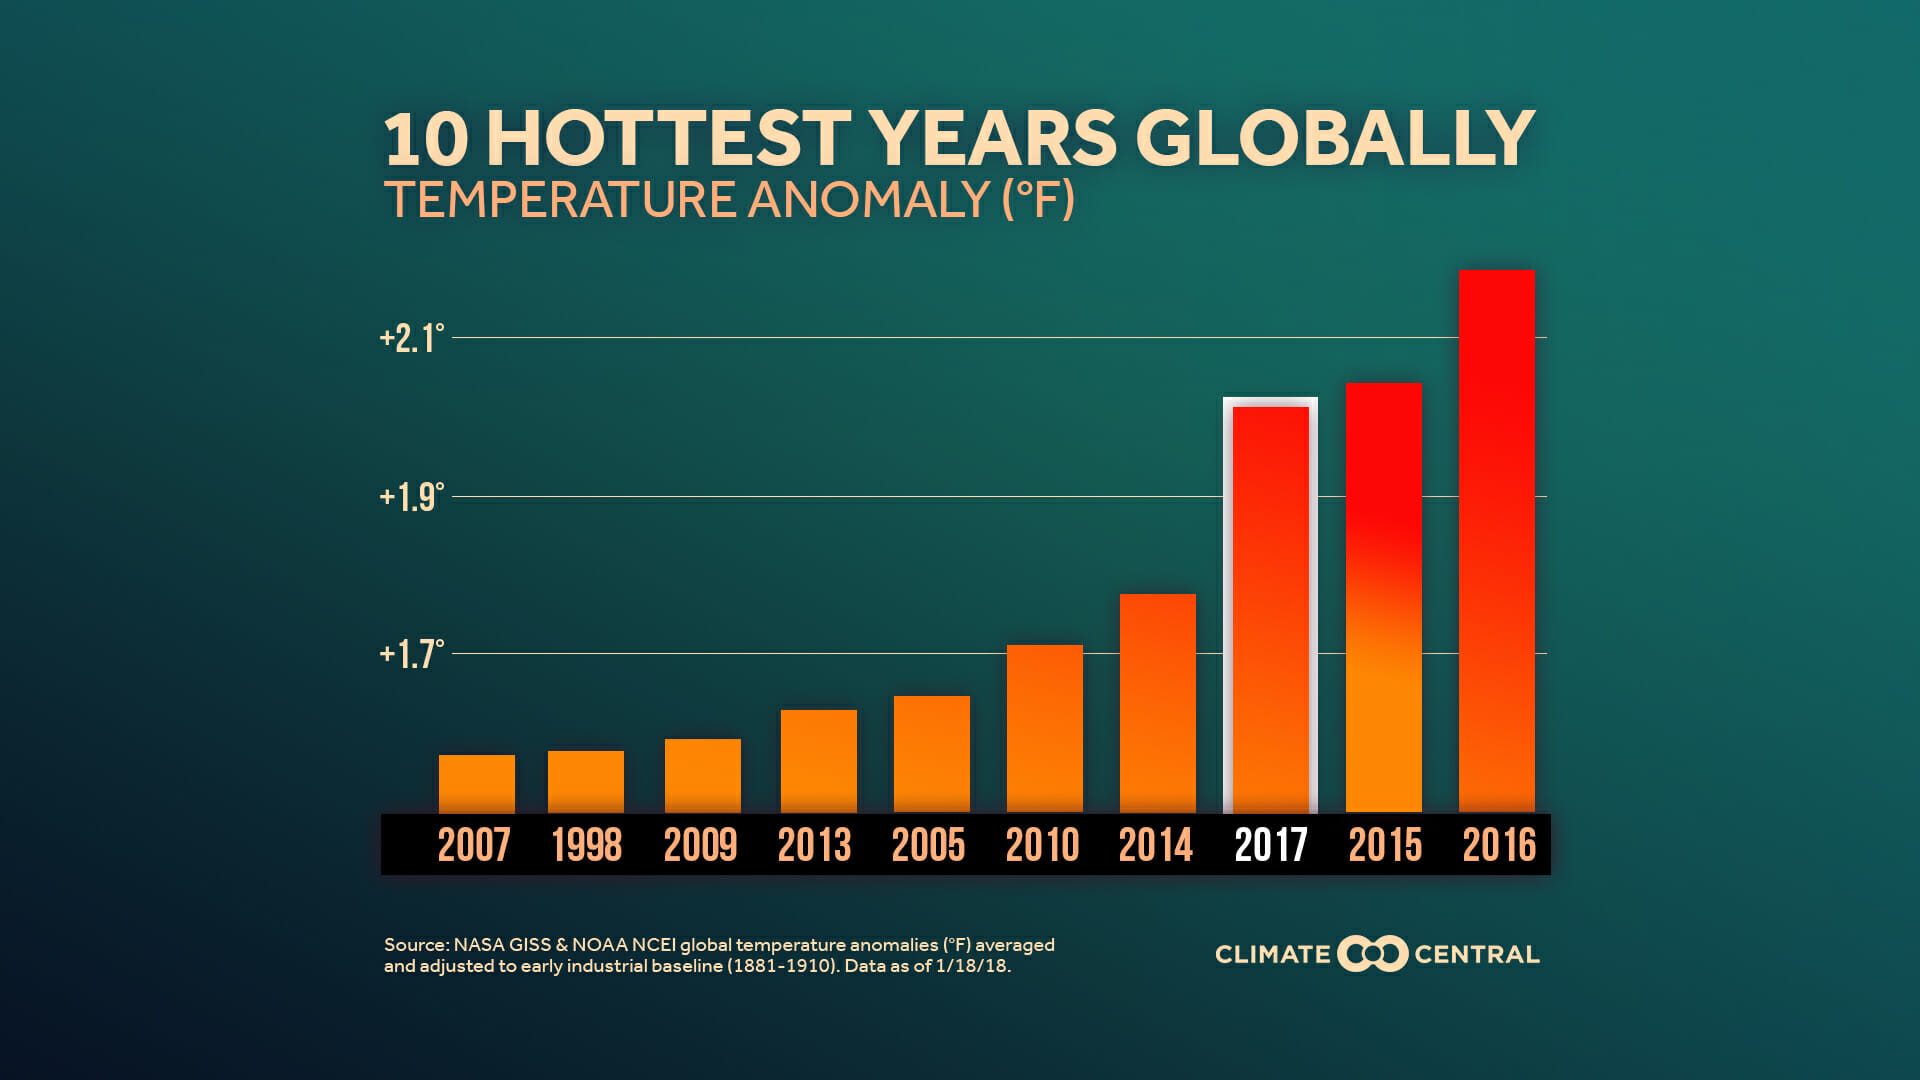 10 HOTTEST YEARS GLOBALLY
TEMPERATURE ANOMALY (°F)
+2.1°
+1.9°
+1.7°
2007 1998 2009 2013 2005 2010 2014 2017 2015 2016
Source: NASA GISS & NOAA NCEI global temperature anomalies (°F) averaged
and adjusted to early industrial baseline (1881-1910). Data as of 1/18/18.
CLIMATE CENTRAL